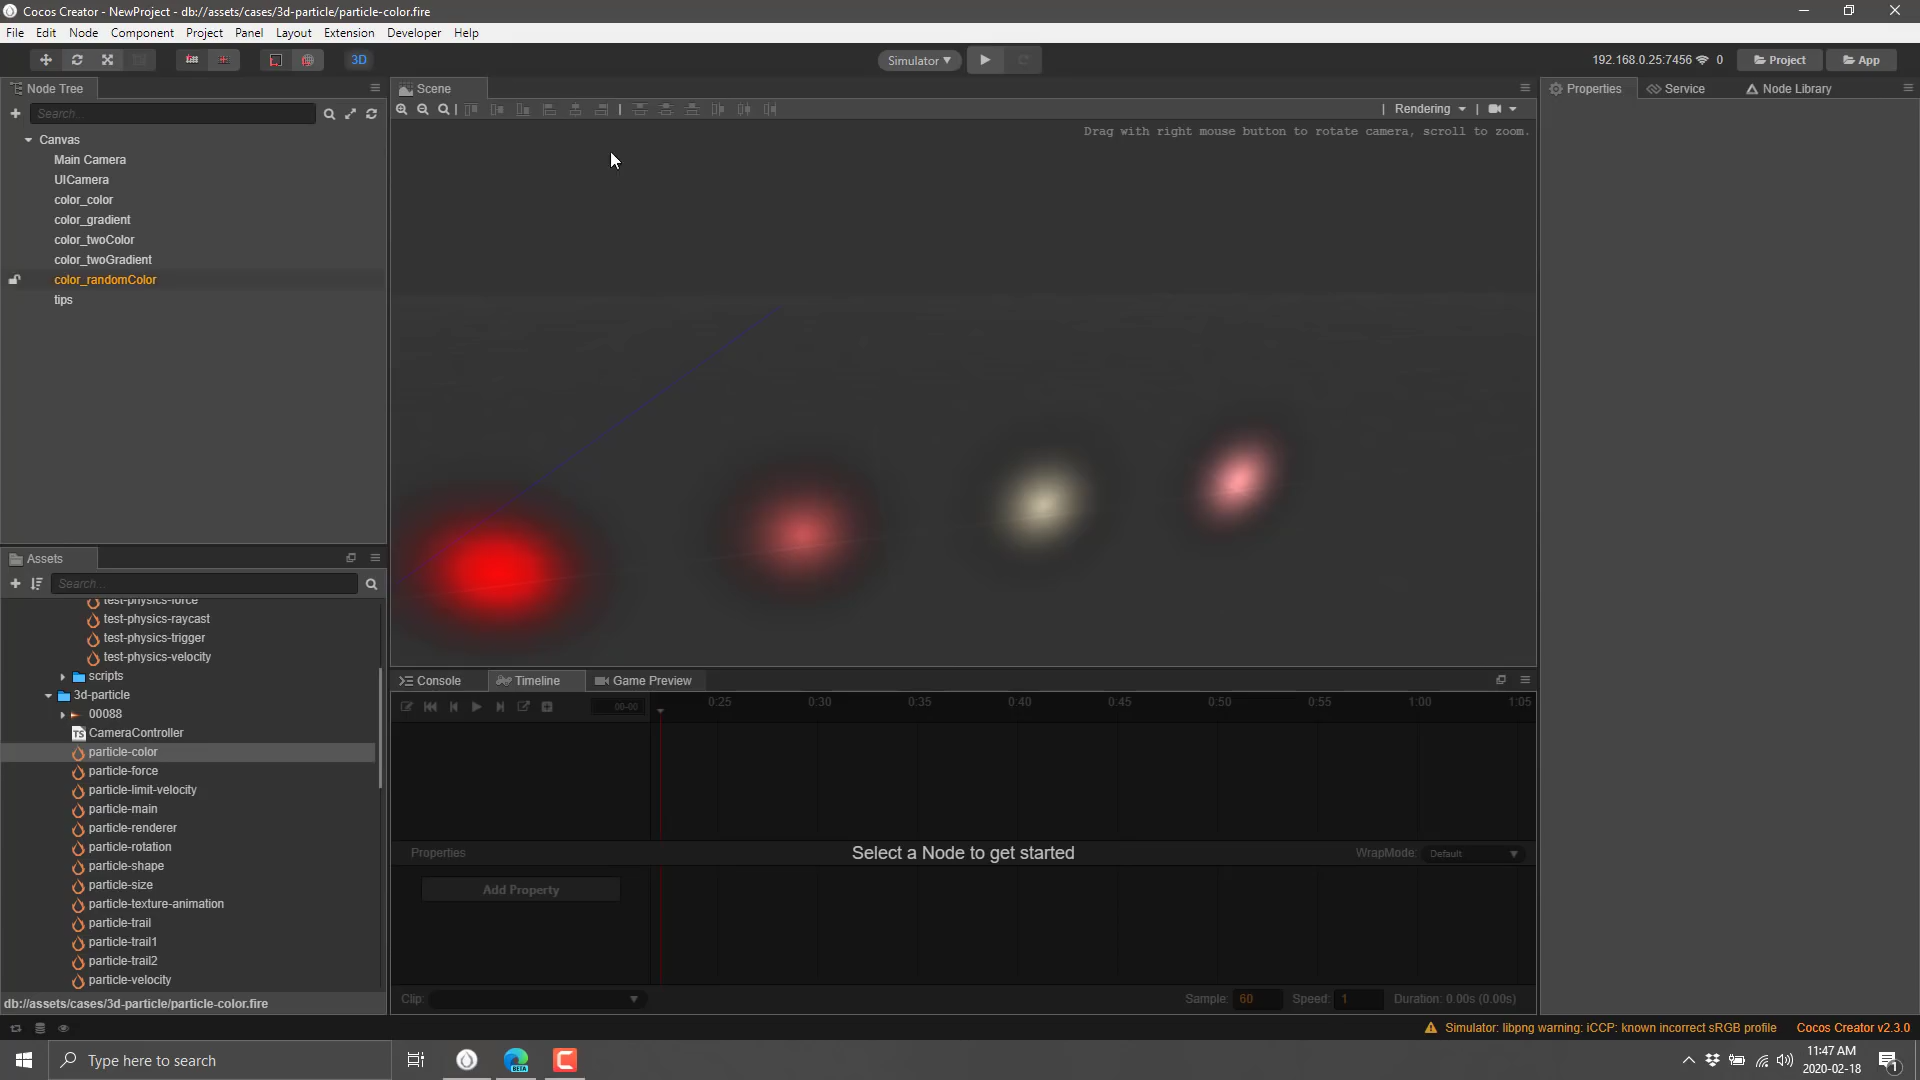 Cocos Creator - NewProject - db://assets/cases/3d-particle/particle-color.fire
File Edit Node Component Project Panel Layout Extension Developer Help
3D
Simulator
192.168.0.25:7456 0
Project
App
Node Tree
Scene
Properties
Service
Node Library
Search...
Rendering
Drag with right mouse button to rotate camera, scroll to zoom.
Canvas
Main Camera
UICamera
color_color
color_gradient
color_twoColor
color_twoGradient
color_randomColor
tips
Assets
Search...
test-physics-force
test-physics-raycast
test-physics-trigger
test-physics-velocity
scripts
3d-particle
00088
TS CameraController
particle-color
particle-force
particle-limit-velocity
particle-main
particle-renderer
particle-rotation
particle-shape
particle-size
particle-texture-animation
particle-trail
particle-trail1
particle-trail2
particle-velocity
db://assets/cases/3d-particle/particle-color.fire
Console
Timeline
Game Preview
00-00
0:25 0:30 0:35 0:40 0:45 0:50 0:55 1:00 1:05
Properties
Select a Node to get started
WrapMode: Default
Add Property
Clip:
Sample: 60 Speed: 1 Duration: 0.00s (0.00s)
Simulator: libpng warning: iCCP: known incorrect sRGB profile
Cocos Creator v2.3.0
Type here to search
BETA
11:47 AM
2020-02-18
1